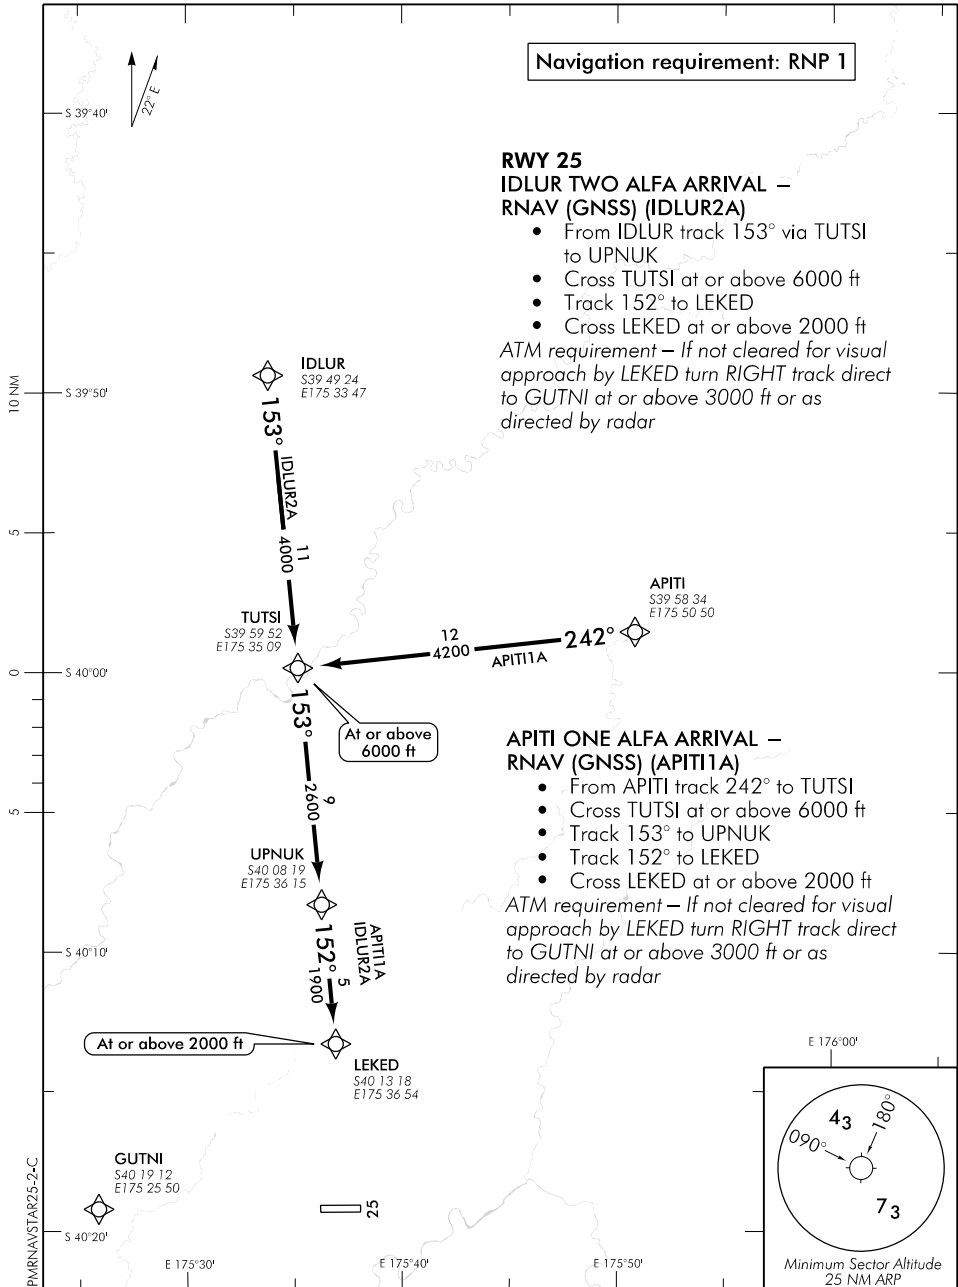 Navigation requirement: RNP 1
22° E
S 39°40'
RWY 25
IDLUR TWO ALFA ARRIVAL –
RNAV (GNSS) (IDLUR2A)
• From IDLUR track 153° via TUTSI
to UPNUK
• Cross TUTSI at or above 6000 ft
• Track 152° to LEKED
• Cross LEKED at or above 2000 ft
ATM requirement – If not cleared for visual
approach by LEKED turn RIGHT track direct
to GUTNI at or above 3000 ft or as
directed by radar
IDLUR
S39 49 24
E175 33 47
10 NM
S 39°50'
153°
IDLUR2A
11
4000
5
APITI
S39 58 34
E175 50 50
TUTSI
S39 59 52
E175 35 09
242°
12
4200
APITI1A
0
S 40°00'
153°
At or above
6000 ft
9
2600
5
APITI ONE ALFA ARRIVAL –
RNAV (GNSS) (APITI1A)
• From APITI track 242° to TUTSI
• Cross TUTSI at or above 6000 ft
• Track 153° to UPNUK
• Track 152° to LEKED
• Cross LEKED at or above 2000 ft
ATM requirement – If not cleared for visual
approach by LEKED turn RIGHT track direct
to GUTNI at or above 3000 ft or as
directed by radar
UPNUK
S40 08 19
E175 36 15
S 40°10'
152°
APITI1A
IDLUR2A
5
1900
At or above 2000 ft
LEKED
S40 13 18
E175 36 54
E 176°00'
43
090°
180°
73
Minimum Sector Altitude
25 NM ARP
GUTNI
S40 19 12
E175 25 50
25
S 40°20'
E 175°30'
E 175°40'
E 175°50'
PMRNAVSTAR25-2-C